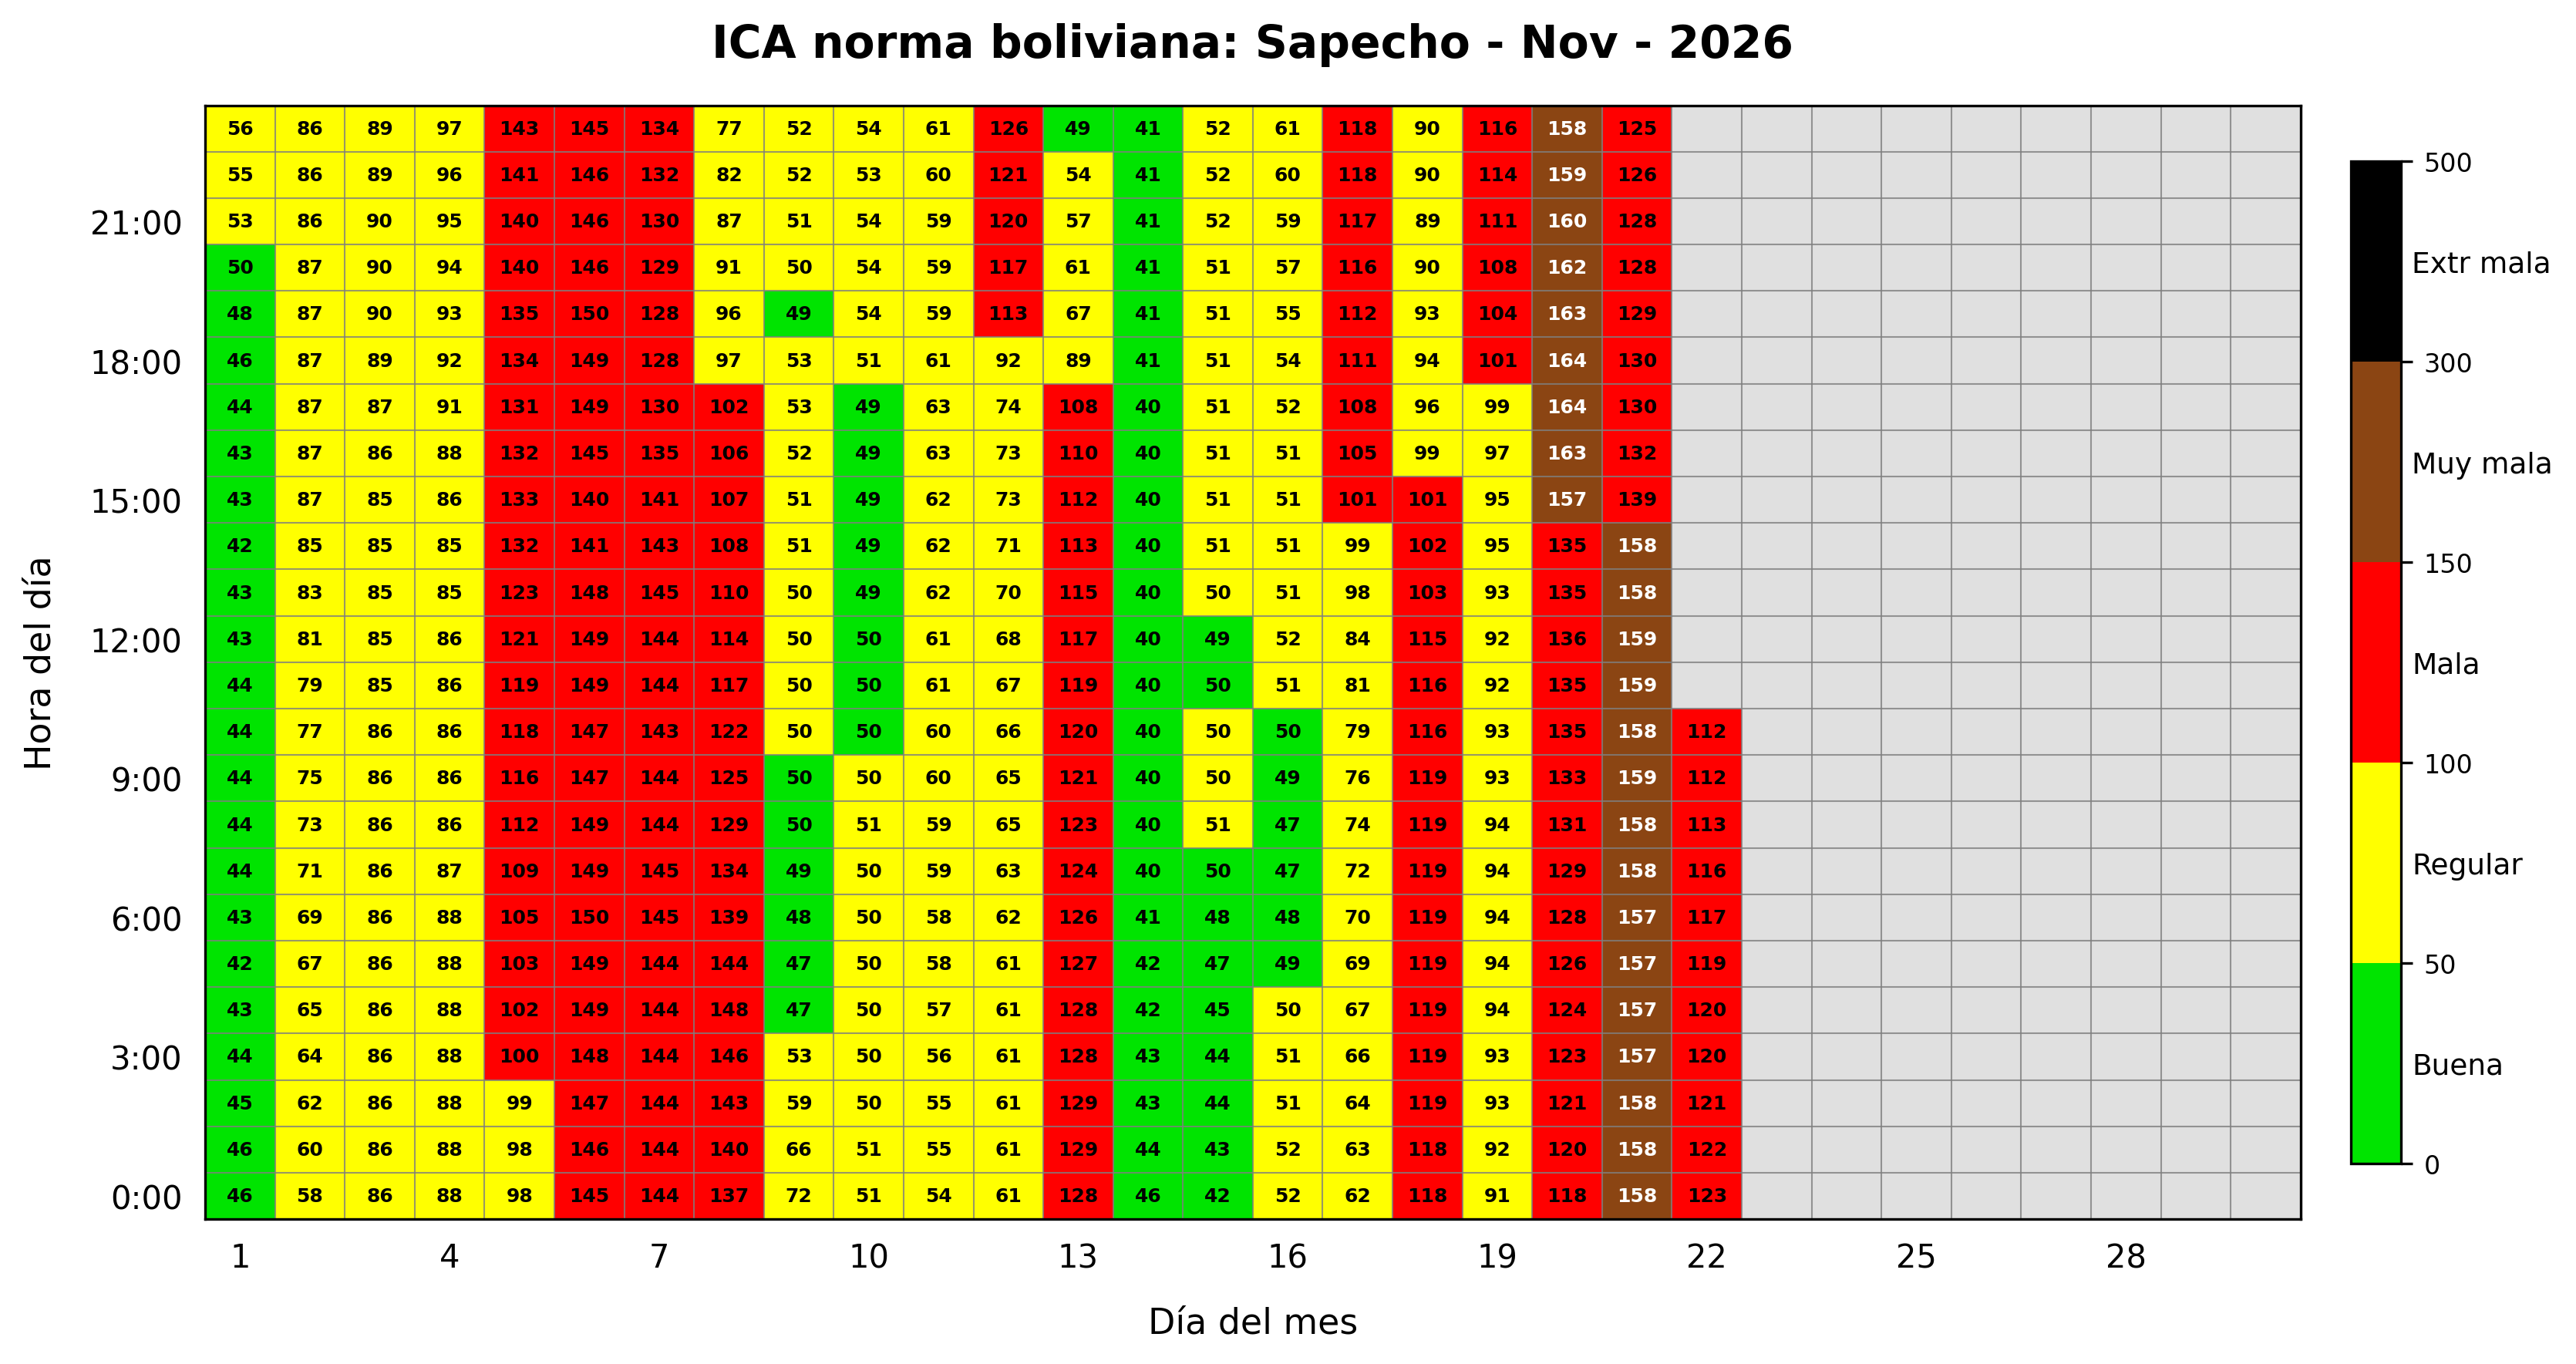 ICA norma boliviana: Sapecho - Nov - 2026
56 86 89 97 143 145 134 77 52 54 61 126 49 41 52 61 118 90 116 158 125
55 86 89 96 141 146 132 82 52 53 60 121 54 41 52 60 118 90 114 159 126
21:00 53 86 90 95 140 146 130 87 51 54 59 120 57 41 52 59 117 89 111 160 128
50 87 90 94 140 146 129 91 50 54 59 117 61 41 51 57 116 90 108 162 128
48 87 90 93 135 150 128 96 49 54 59 113 67 41 51 55 112 93 104 163 129
18:00 46 87 89 92 134 149 128 97 53 51 61 92 89 41 51 54 111 94 101 164 130
44 87 87 91 131 149 130 102 53 49 63 74 108 40 51 52 108 96 99 164 130
43 87 86 88 132 145 135 106 52 49 63 73 110 40 51 51 105 99 97 163 132
15:00 43 87 85 86 133 140 141 107 51 49 62 73 112 40 51 51 101 101 95 157 139
42 85 85 85 132 141 143 108 51 49 62 71 113 40 51 51 99 102 95 135 158
43 83 85 85 123 148 145 110 50 49 62 70 115 40 50 51 98 103 93 135 158
12:00 43 81 85 86 121 149 144 114 50 50 61 68 117 40 49 52 84 115 92 136 159
44 79 85 86 119 149 144 117 50 50 61 67 119 40 50 51 81 116 92 135 159
44 77 86 86 118 147 143 122 50 50 60 66 120 40 50 50 79 116 93 135 158 112
9:00 44 75 86 86 116 147 144 125 50 50 60 65 121 40 50 49 76 119 93 133 159 112
44 73 86 86 112 149 144 129 50 51 59 65 123 40 51 47 74 119 94 131 158 113
44 71 86 87 109 149 145 134 49 50 59 63 124 40 50 47 72 119 94 129 158 116
6:00 43 69 86 88 105 150 145 139 48 50 58 62 126 41 48 48 70 119 94 128 157 117
42 67 86 88 103 149 144 144 47 50 58 61 127 42 47 49 69 119 94 126 157 119
43 65 86 88 102 149 144 148 47 50 57 61 128 42 45 50 67 119 94 124 157 120
3:00 44 64 86 88 100 148 144 146 53 50 56 61 128 43 44 51 66 119 93 123 157 120
45 62 86 88 99 147 144 143 59 50 55 61 129 43 44 51 64 119 93 121 158 121
46 60 86 88 98 146 144 140 66 51 55 61 129 44 43 52 63 118 92 120 158 122
0:00 46 58 86 88 98 145 144 137 72 51 54 61 128 46 42 52 62 118 91 118 158 123
1 4 7 10 13 16 19 22 25 28
Día del mes
Hora del día
500
Extr mala
300
Muy mala
150
Mala
100
Regular
50
Buena
0